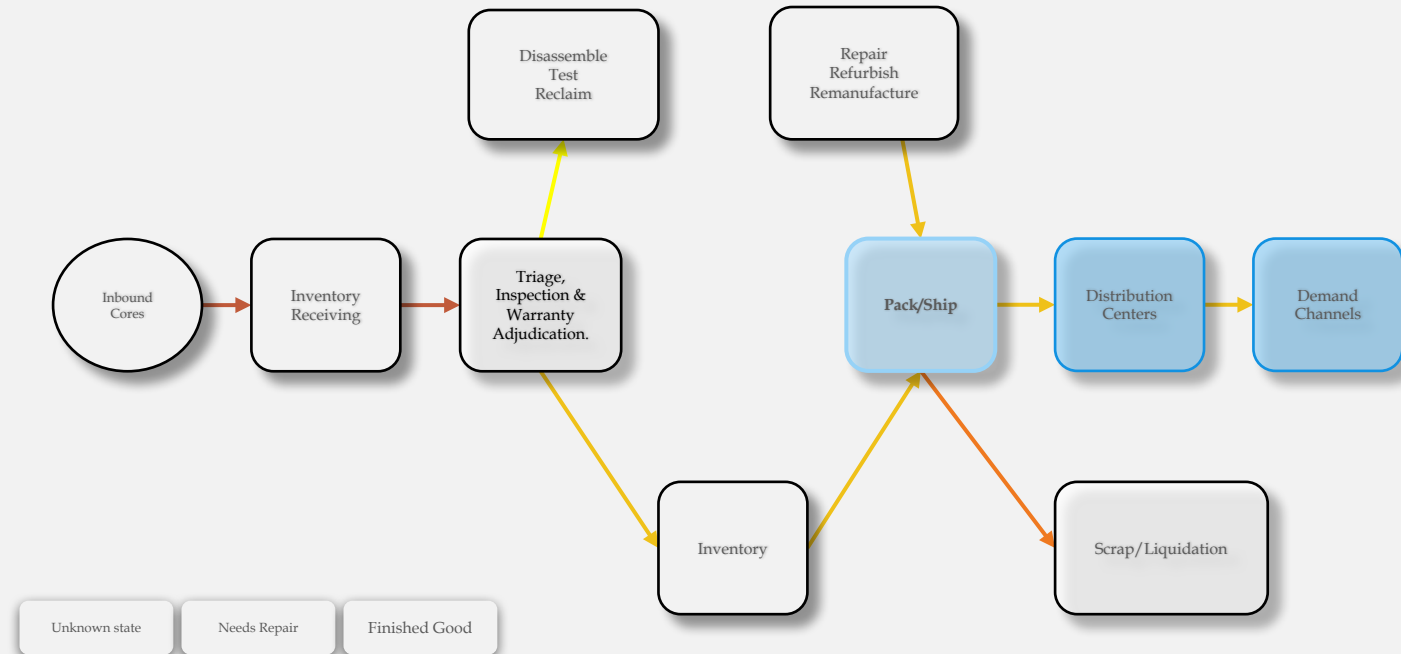 Disassemble
Test
Reclaim
Repair
Refurbish
Remanufacture
Inbound
Cores
Inventory
Receiving
Triage,
Inspection &
Warranty
Adjudication.
Pack/Ship
Distribution
Centers
Demand
Channels
Inventory
Scrap/Liquidation
Unknown state
Needs Repair
Finished Good